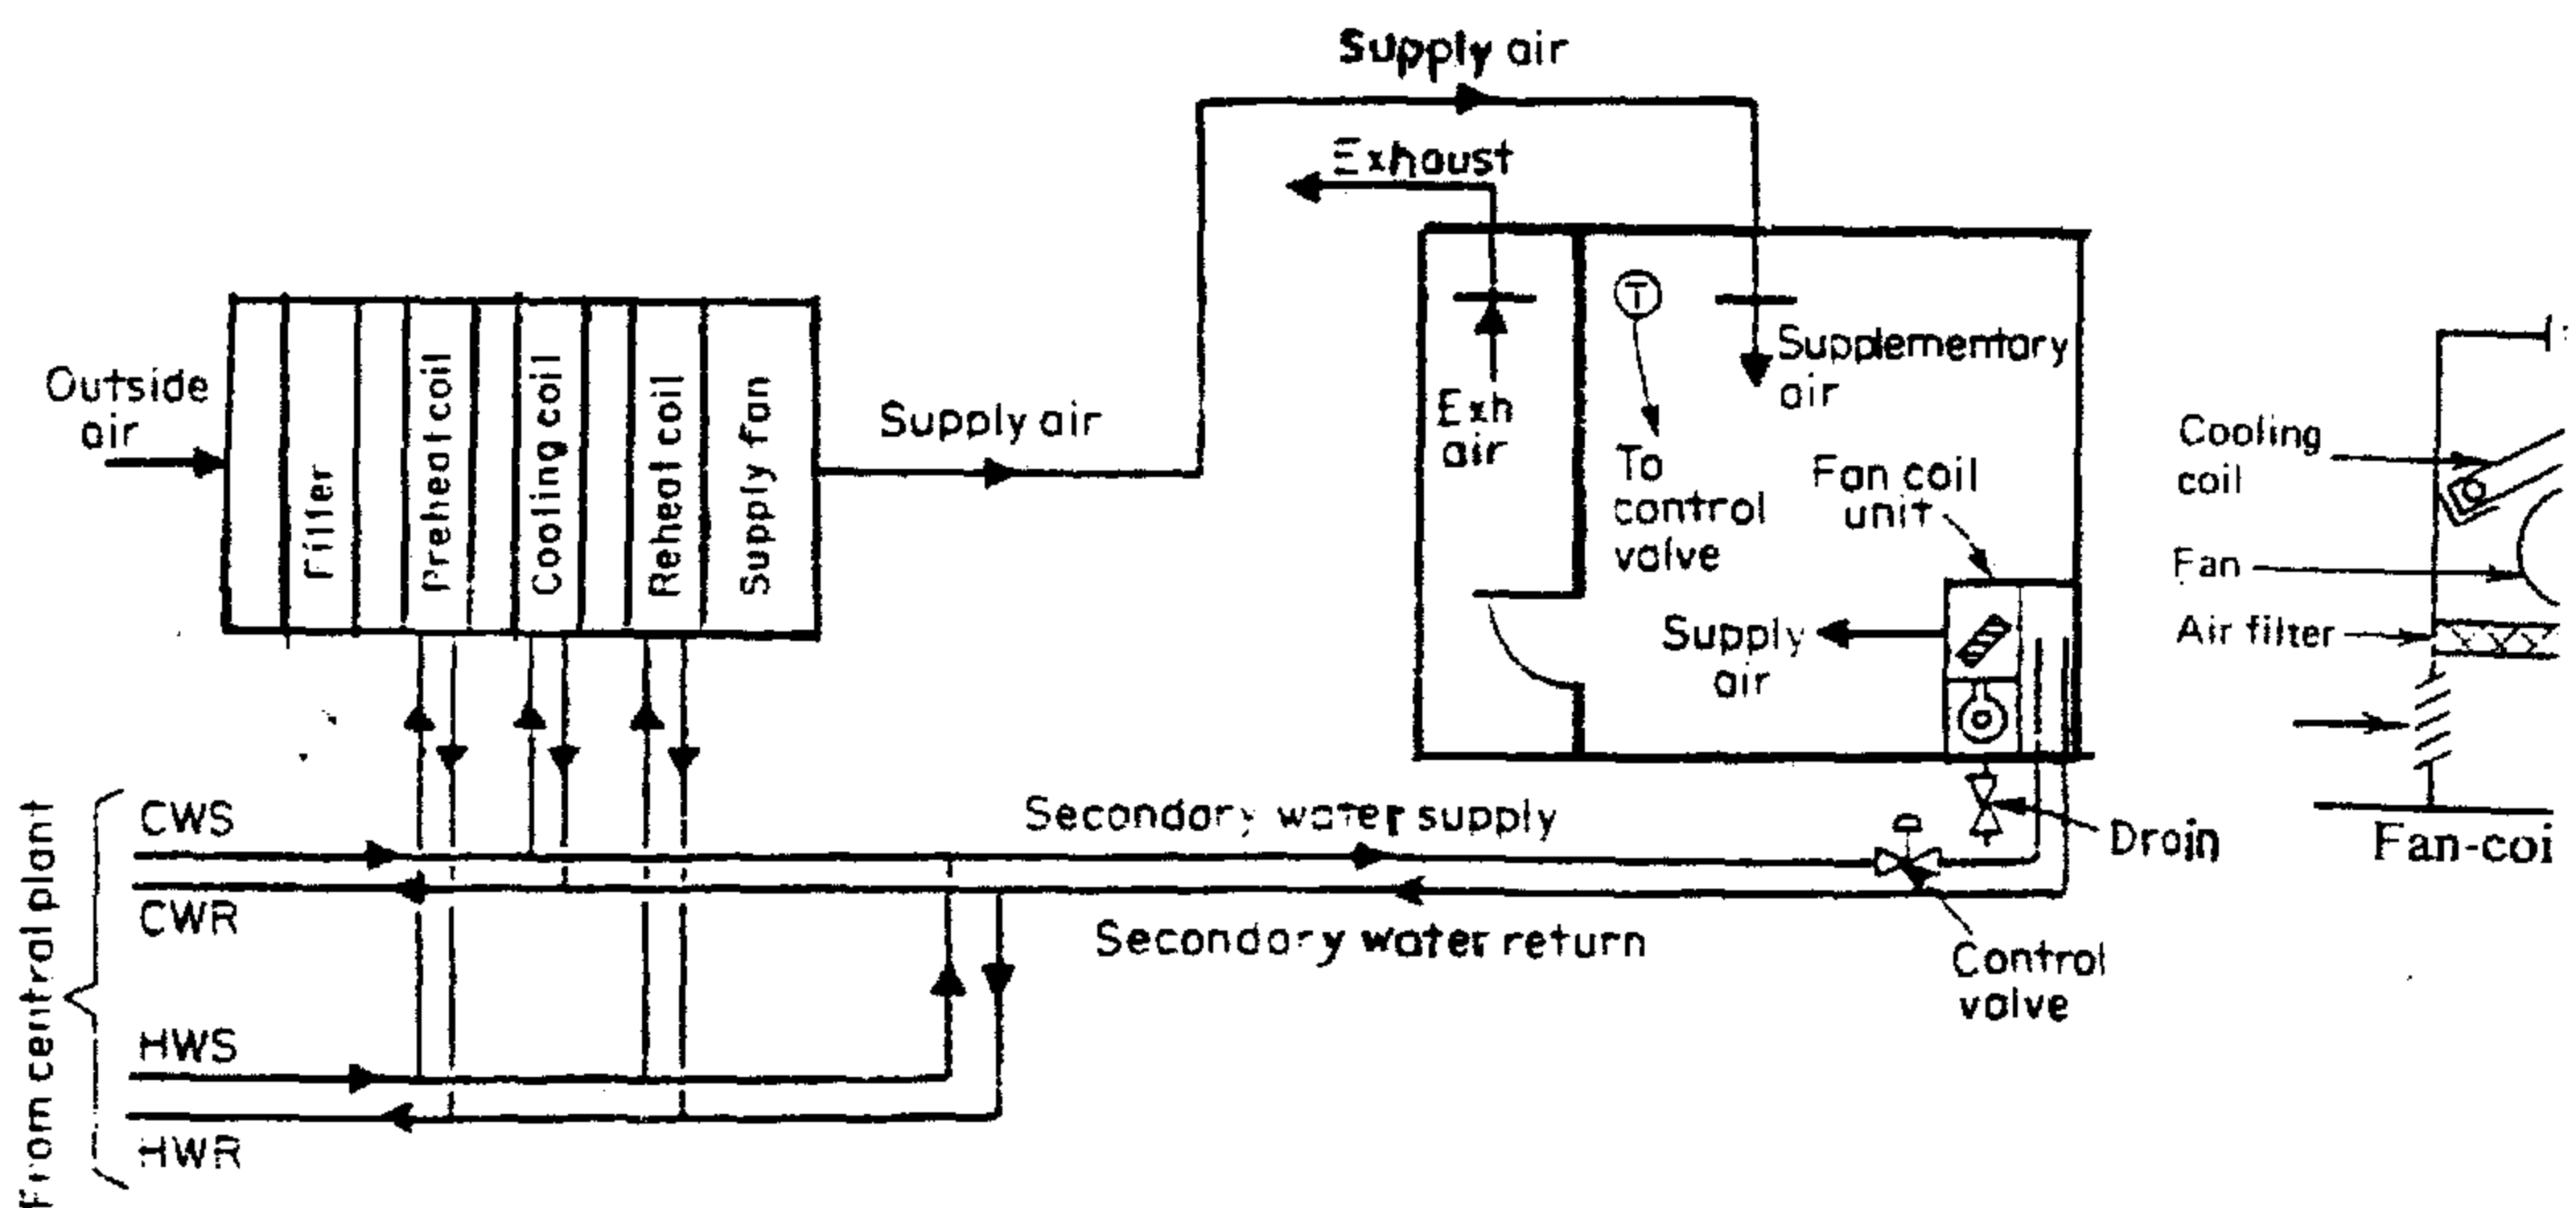 Supply air
Exhaust
Outside
air
Filter
Preheat coil
Cooling coil
Reheat coil
Supply fan
Supply air
Exh
air
T
To
control
valve
Supplementary
air
Fan coil
unit
Supply
air
Cooling
coil
Fan
Air filter
Drain
Fan-coi
From central plant
CWS
CWR
HWS
HWR
Secondary water supply
Secondary water return
Control
valve